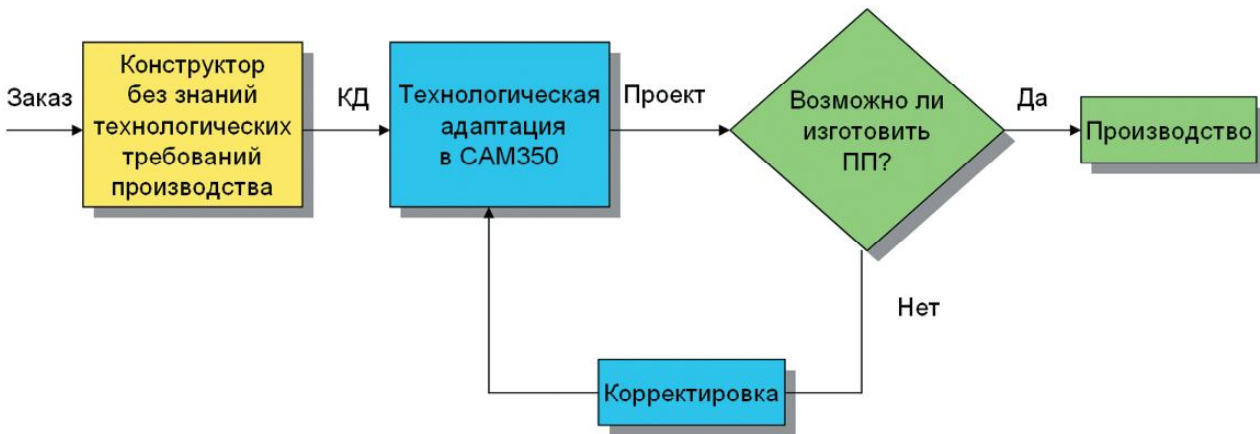 Заказ
Конструктор
без знаний
технологических
требований
производства
КД
Технологическая
адаптация
в CAM350
Проект
Возможно ли
изготовить
ПП?
Да
Производство
Нет
Корректировка